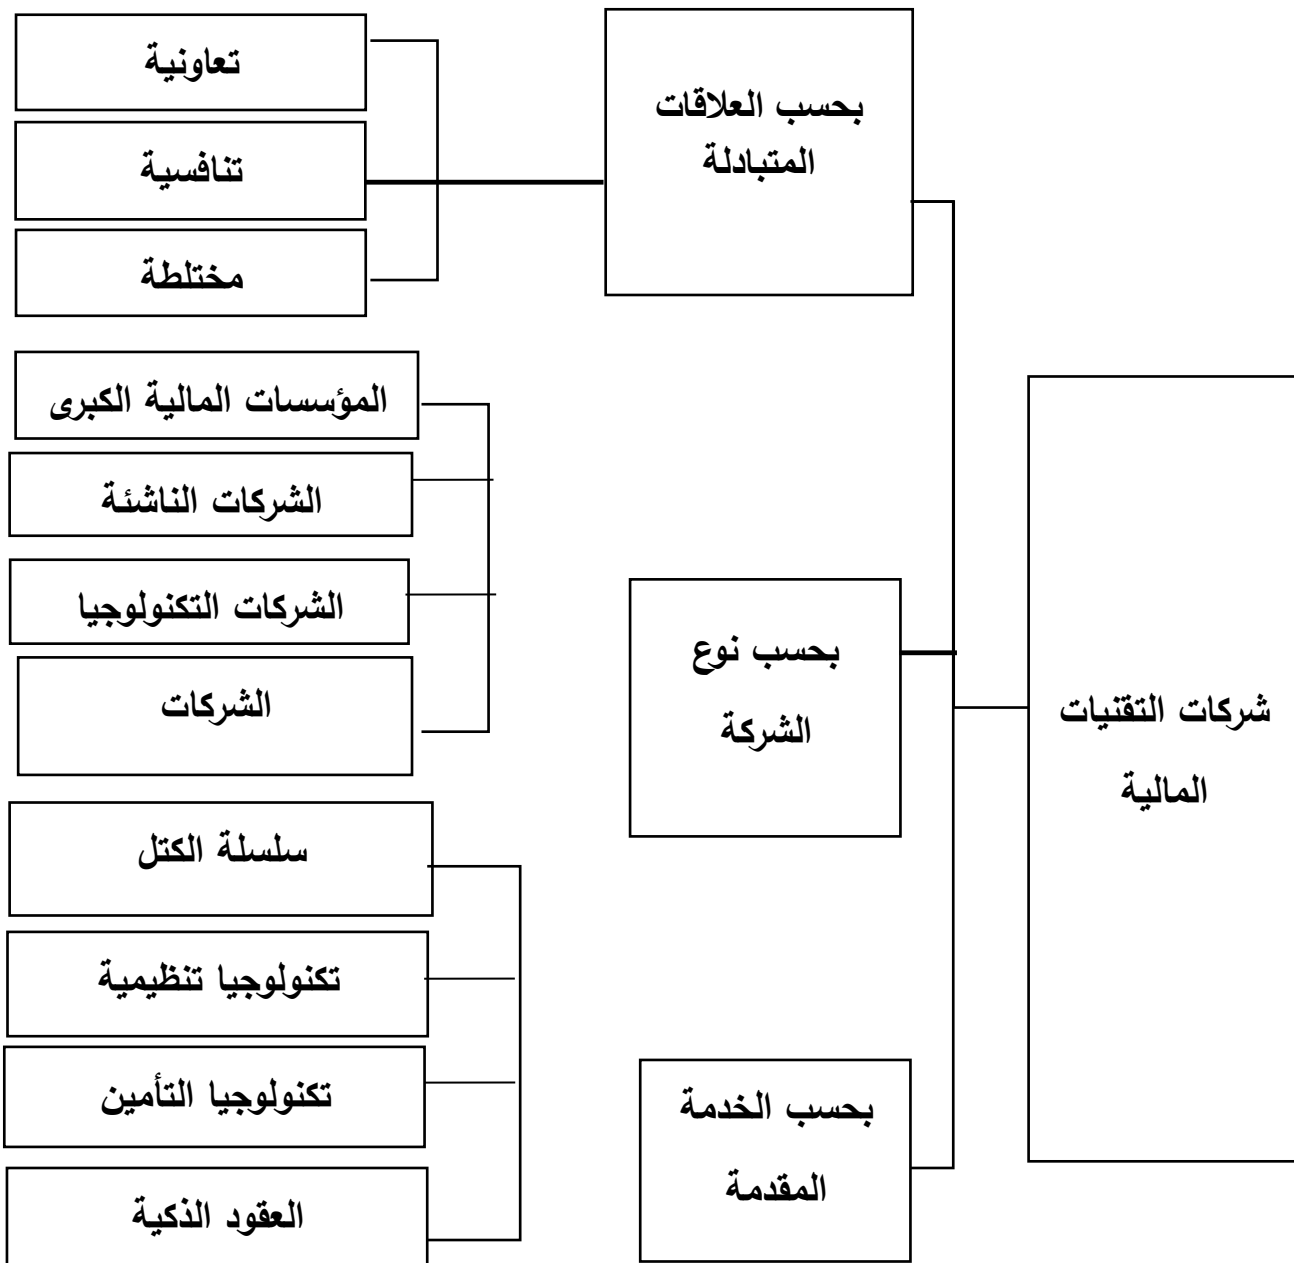 شركات التقنيات
المالية
بحسب العلاقات
المتبادلة
تعاونية
تنافسية
مختلطة
بحسب نوع
الشركة
المؤسسات المالية الكبرى
الشركات الناشئة
الشركات التكنولوجيا
الشركات
بحسب الخدمة
المقدمة
سلسلة الكتل
تكنولوجيا تنظيمية
تكنولوجيا التأمين
العقود الذكية